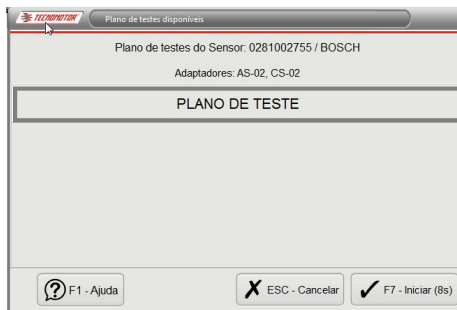 TECNOMOTOR Plano de testes disponíveis
Plano de testes do Sensor: 0281002755 / BOSCH
Adaptadores: AS-02, CS-02
PLANO DE TESTE
F1 - Ajuda ESC - Cancelar F7 - Iniciar (8s)